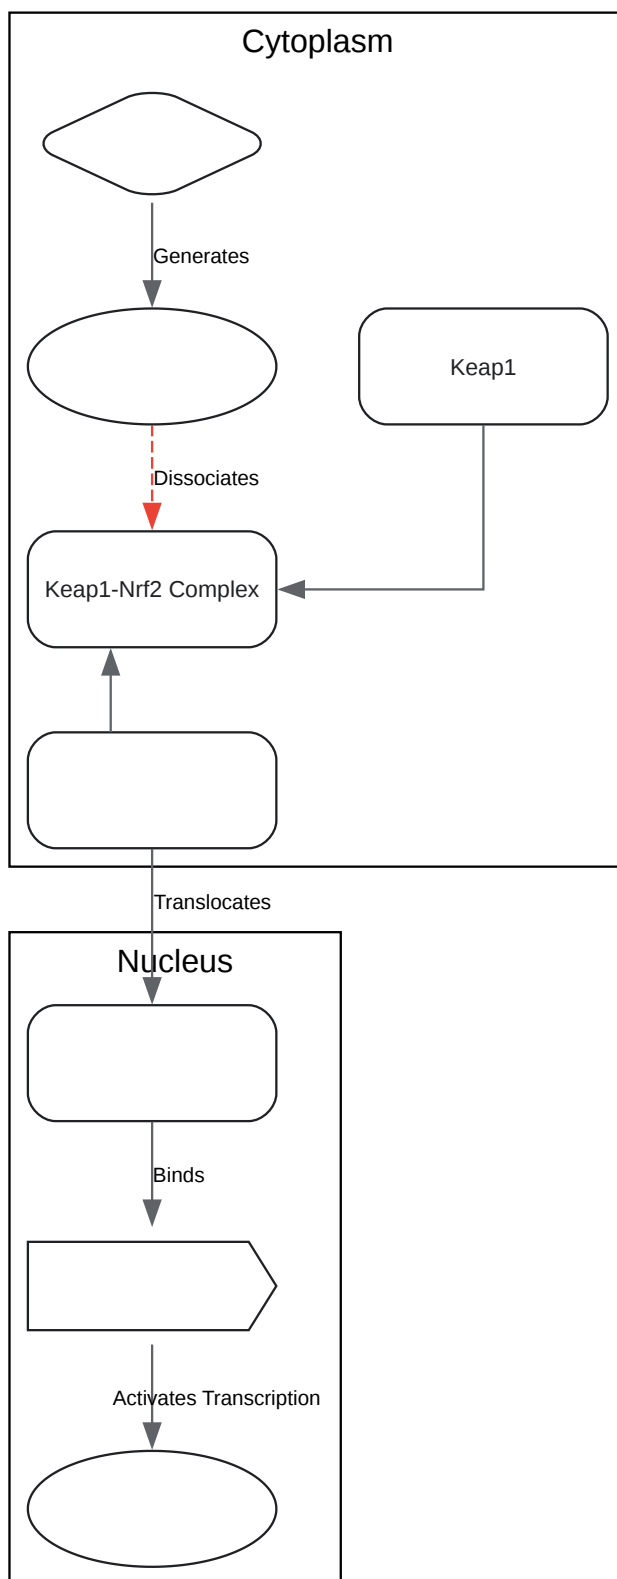 Cytoplasm
Generates
Keap1
Dissociates
Keap1-Nrf2 Complex
Translocates
Nucleus
Binds
Activates Transcription